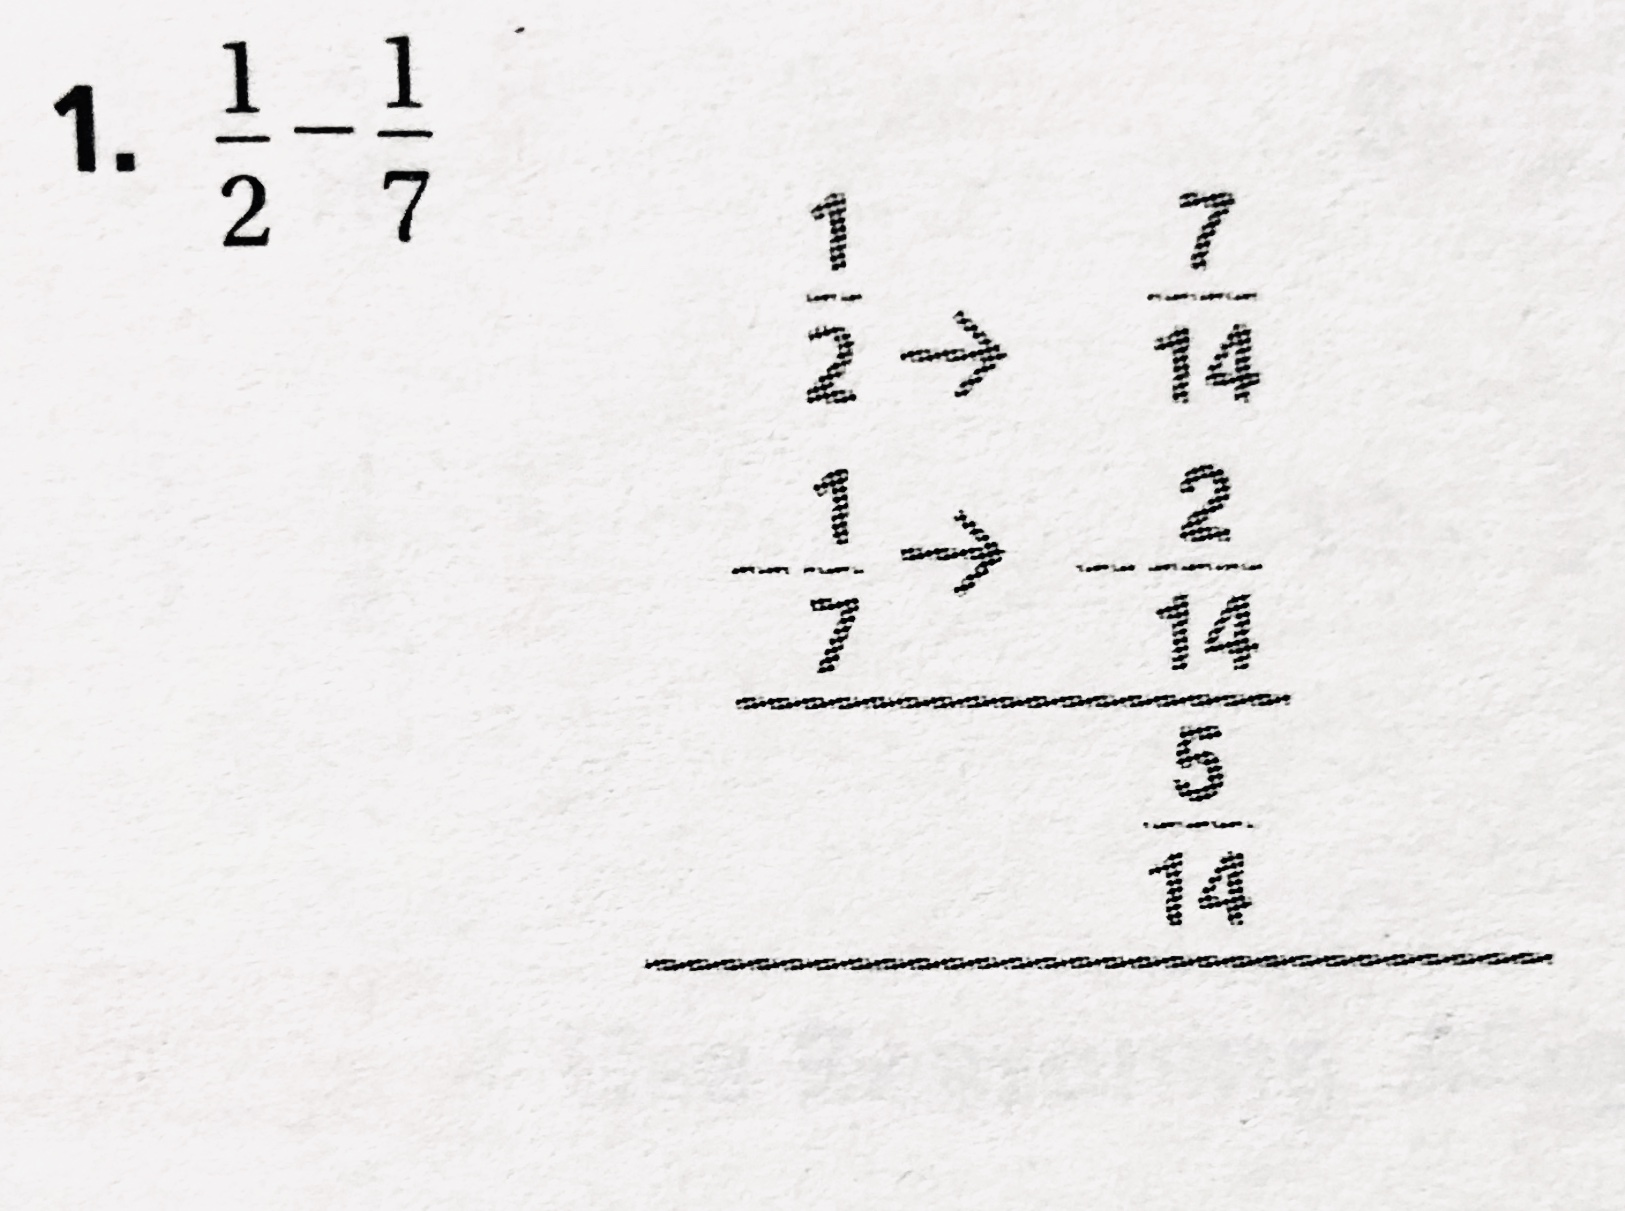 1. 1/2 − 1/7
1/2 → 7/14
− 1/7 → − 2/14
5/14